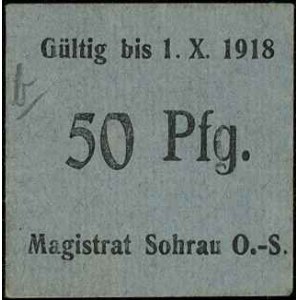 Gültig bis 1. X. 1918
50 Pfg.
Magistrat Sohrau O.-S.